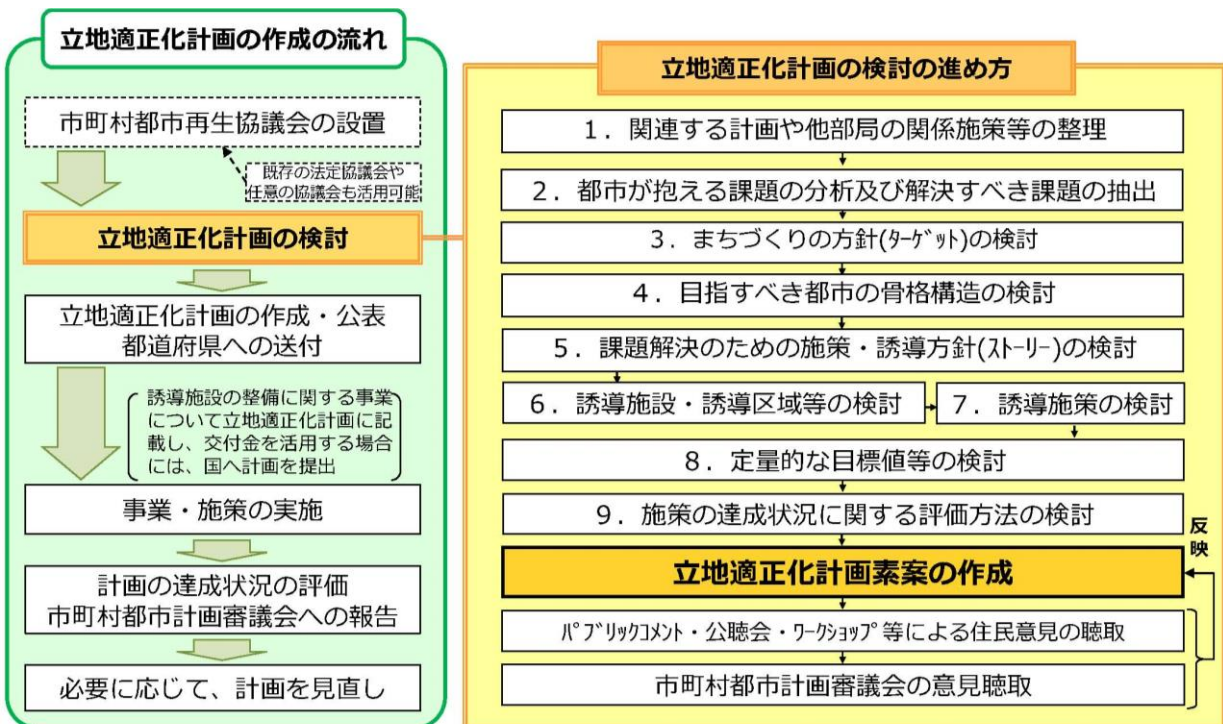 立地適正化計画の作成の流れ
市町村都市再生協議会の設置
既存の法定協議会や
任意の協議会も活用可能
立地適正化計画の検討
立地適正化計画の作成・公表
都道府県への送付
誘導施設の整備に関する事業
について立地適正化計画に記
載し、交付金を活用する場合
には、国へ計画を提出
事業・施策の実施
計画の達成状況の評価
市町村都市計画審議会への報告
必要に応じて、計画を見直し
立地適正化計画の検討の進め方
1．関連する計画や他部局の関係施策等の整理
2．都市が抱える課題の分析及び解決すべき課題の抽出
3．まちづくりの方針(ﾀｰｹﾞｯﾄ)の検討
4．目指すべき都市の骨格構造の検討
5．課題解決のための施策・誘導方針(ｽﾄｰﾘｰ)の検討
6．誘導施設・誘導区域等の検討
7．誘導施策の検討
8．定量的な目標値等の検討
9．施策の達成状況に関する評価方法の検討
立地適正化計画素案の作成
反映
ﾊﾟﾌﾞﾘｯｸｺﾒﾝﾄ・公聴会・ﾜｰｸｼｮｯﾌﾟ等による住民意見の聴取
市町村都市計画審議会の意見聴取